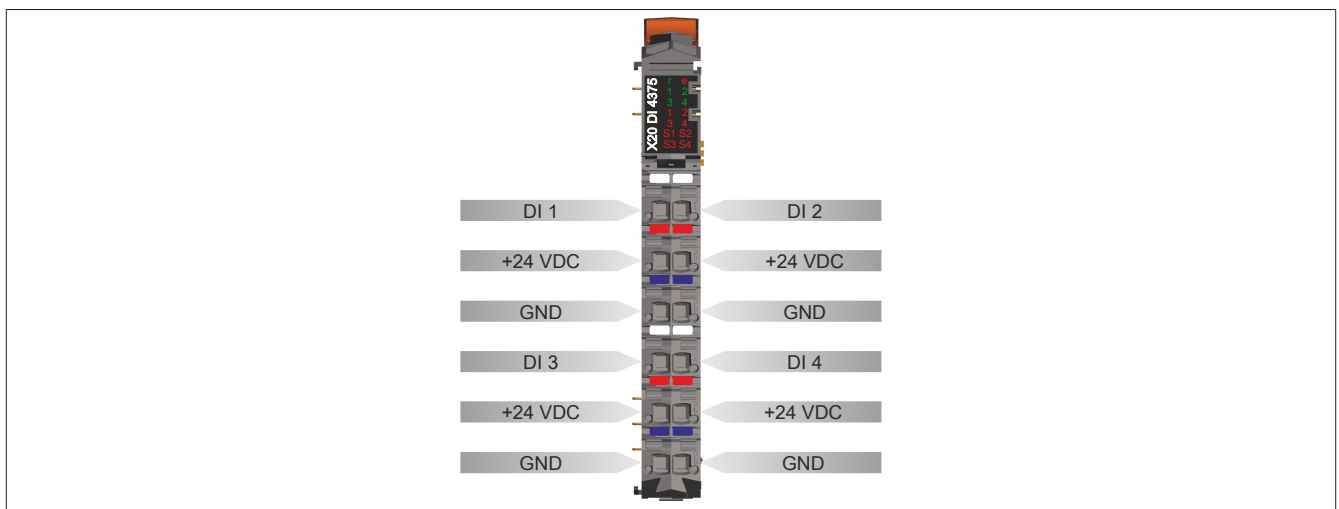 X20 DI 4375
r e
1 2
3 4
1 2
3 4
S1 S2
S3 S4
DI 1 DI 2
+24 VDC +24 VDC
GND GND
DI 3 DI 4
+24 VDC +24 VDC
GND GND